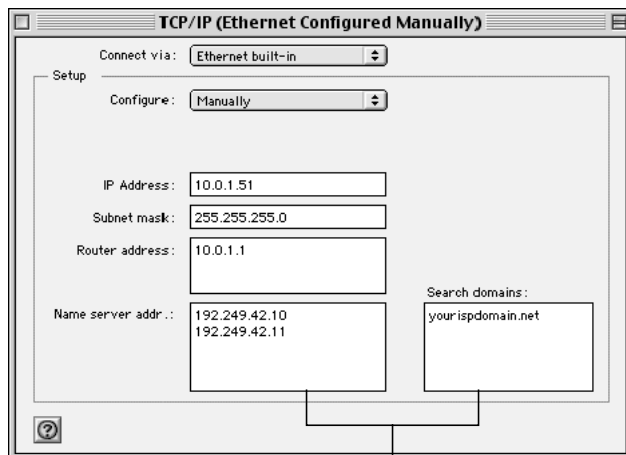 TCP/IP (Ethernet Configured Manually)
Connect via: Ethernet built-in
Setup
Configure: Manually
IP Address: 10.0.1.51
Subnet mask: 255.255.255.0
Router address: 10.0.1.1
Search domains:
Name server addr.: 192.249.42.10 yourispdomain.net
192.249.42.11
?